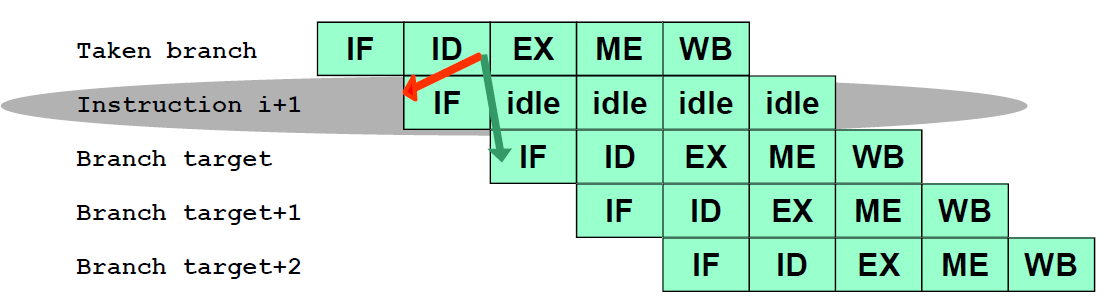 Taken branch IF ID EX ME WB
Instruction i+1 IF idle idle idle idle
Branch target IF ID EX ME WB
Branch target+1 IF ID EX ME WB
Branch target+2 IF ID EX ME WB